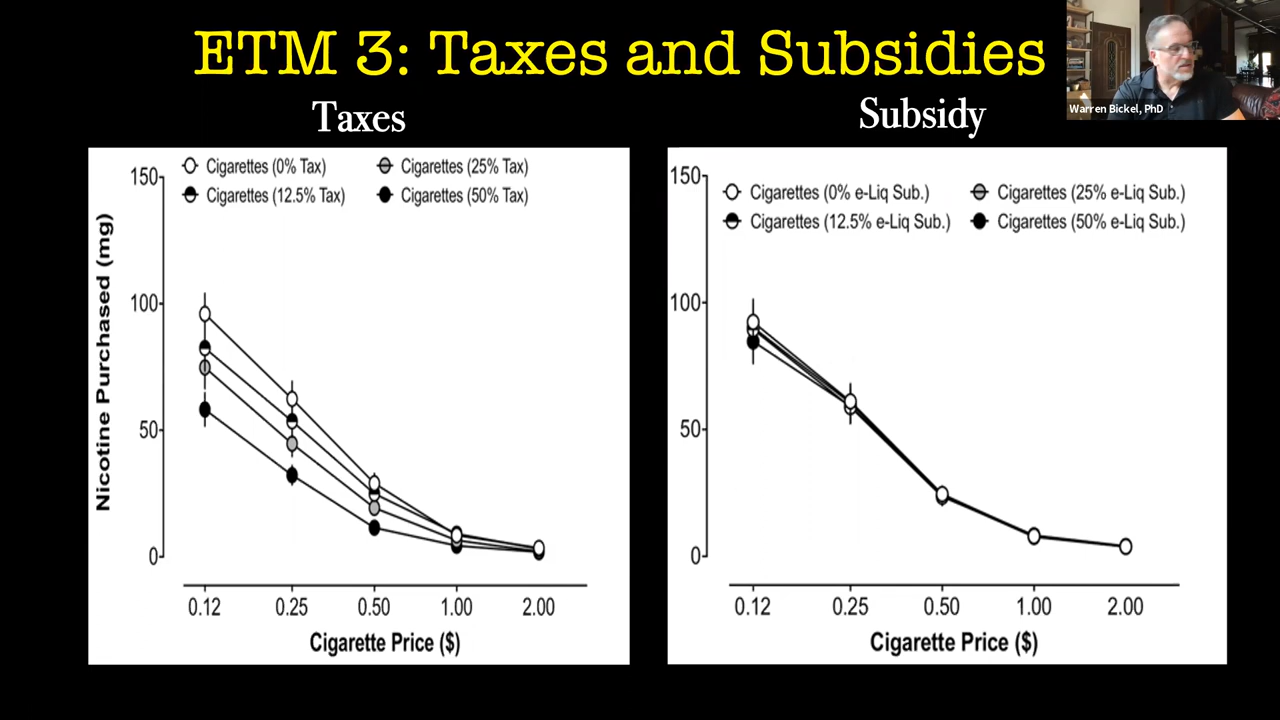 ETM 3: Taxes and Subsidies
Warren Bickel, PhD
Taxes
Cigarettes (0% Tax)
Cigarettes (25% Tax)
Cigarettes (12.5% Tax)
Cigarettes (50% Tax)
Nicotine Purchased (mg)
150
100
50
0
0.12 0.25 0.50 1.00 2.00
Cigarette Price ($)
Subsidy
Cigarettes (0% e-Liq Sub.)
Cigarettes (25% e-Liq Sub.)
Cigarettes (12.5% e-Liq Sub.)
Cigarettes (50% e-Liq Sub.)
150
100
50
0
0.12 0.25 0.50 1.00 2.00
Cigarette Price ($)